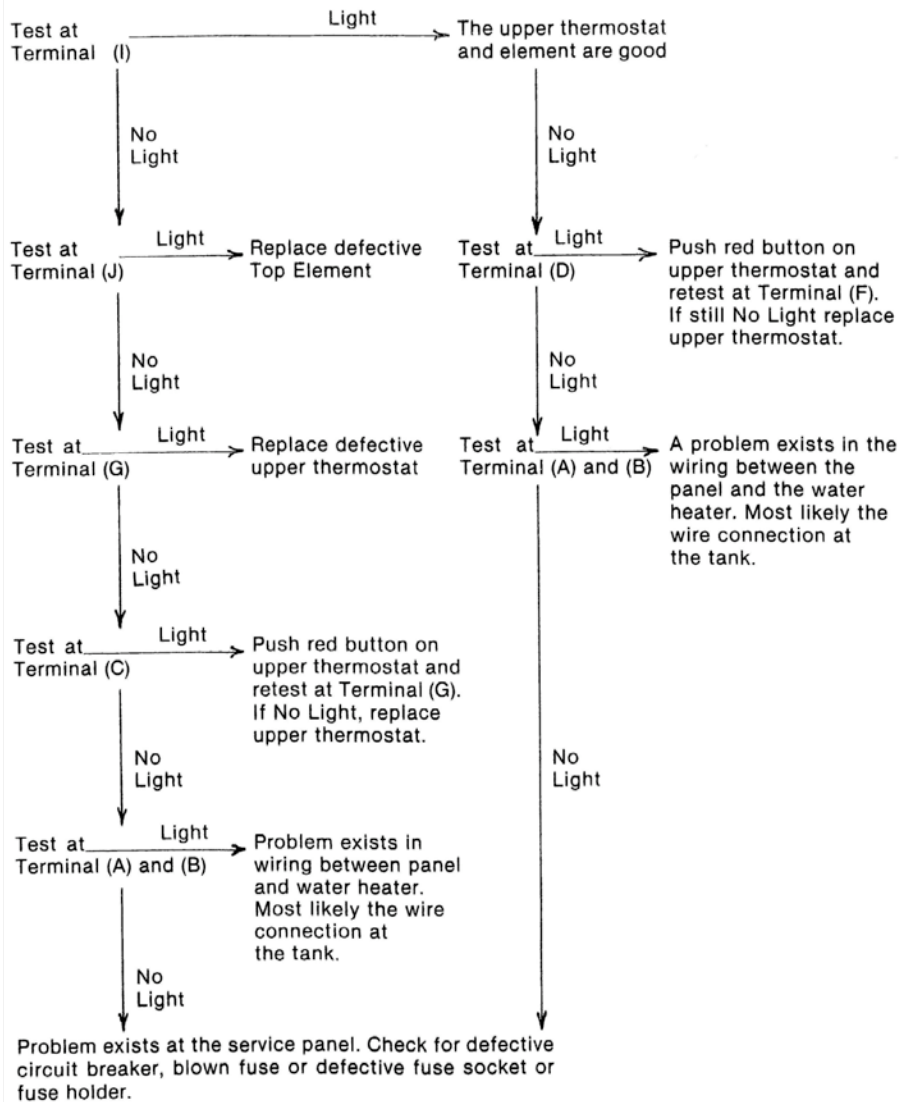 Test at
Terminal (I)
Light
The upper thermostat
and element are good
No
Light
No
Light
Test at
Terminal (J)
Light
Replace defective
Top Element
Test at
Terminal (D)
Light
Push red button on
upper thermostat and
retest at Terminal (F).
If still No Light replace
upper thermostat.
No
Light
No
Light
Test at
Terminal (G)
Light
Replace defective
upper thermostat
Test at
Terminal (A) and (B)
Light
A problem exists in the
wiring between the
panel and the water
heater. Most likely the
wire connection at
the tank.
No
Light
Test at
Terminal (C)
Light
Push red button on
upper thermostat and
retest at Terminal (G).
If No Light, replace
upper thermostat.
No
Light
No
Light
Test at
Terminal (A) and (B)
Light
Problem exists in
wiring between panel
and water heater.
Most likely the wire
connection at
the tank.
No
Light
Problem exists at the service panel. Check for defective
circuit breaker, blown fuse or defective fuse socket or
fuse holder.